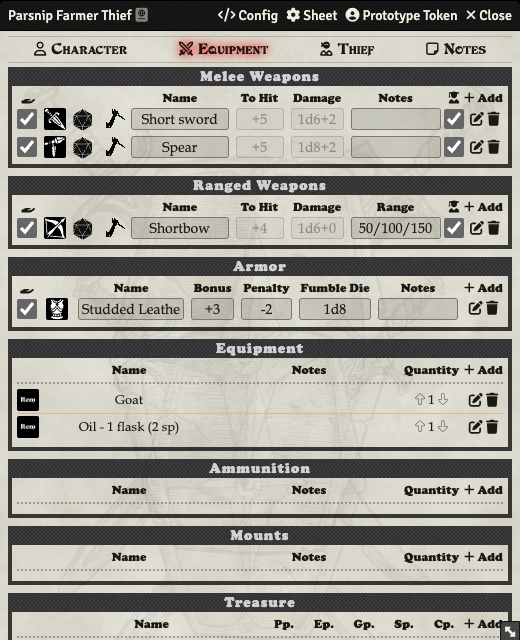 Parsnip Farmer Thief Config Sheet Prototype Token Close
Character Equipment Thief Notes
Melee Weapons
Name To Hit Damage Notes + Add
Short sword +5 1d6+2
Spear +5 1d8+2
Ranged Weapons
Name To Hit Damage Range + Add
Shortbow +4 1d6+0 50/100/150
Armor
Name Bonus Penalty Fumble Die Notes + Add
Studded Leathe +3 -2 1d8
Equipment
Name Notes Quantity + Add
Item Goat 1
Item Oil - 1 flask (2 sp) 1
Ammunition
Name Notes Quantity + Add
Mounts
Name Notes Quantity + Add
Treasure
Name Pp. Ep. Gp. Sp. Cp. + Add